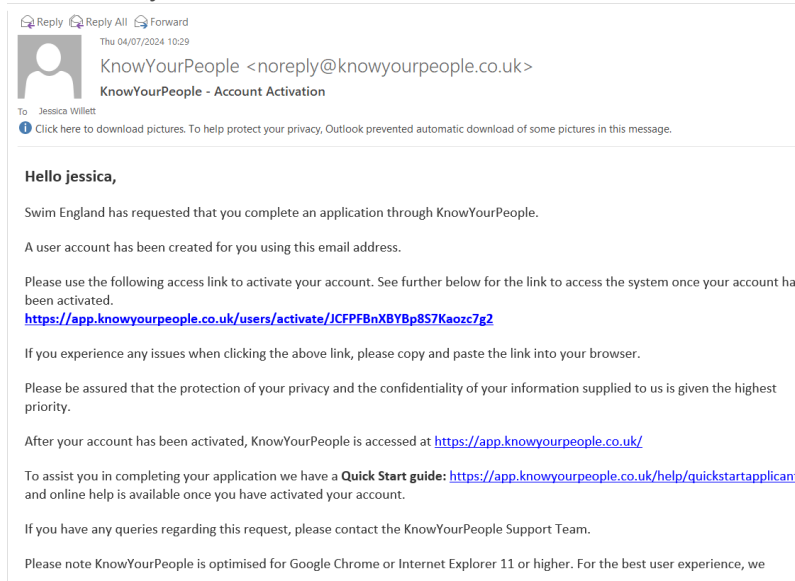 Reply Reply All Forward
Thu 04/07/2024 10:29
KnowYourPeople <noreply@knowyourpeople.co.uk>
KnowYourPeople - Account Activation
To Jessica Willett
Click here to download pictures. To help protect your privacy, Outlook prevented automatic download of some pictures in this message.
Hello jessica,
Swim England has requested that you complete an application through KnowYourPeople.
A user account has been created for you using this email address.
Please use the following access link to activate your account. See further below for the link to access the system once your account ha
been activated.
https://app.knowyourpeople.co.uk/users/activate/JCFPFBnXBYBp8S7Kaozc7g2
If you experience any issues when clicking the above link, please copy and paste the link into your browser.
Please be assured that the protection of your privacy and the confidentiality of your information supplied to us is given the highest
priority.
After your account has been activated, KnowYourPeople is accessed at https://app.knowyourpeople.co.uk/
To assist you in completing your application we have a Quick Start guide: https://app.knowyourpeople.co.uk/help/quickstartapplicant
and online help is available once you have activated your account.
If you have any queries regarding this request, please contact the KnowYourPeople Support Team.
Please note KnowYourPeople is optimised for Google Chrome or Internet Explorer 11 or higher. For the best user experience, we